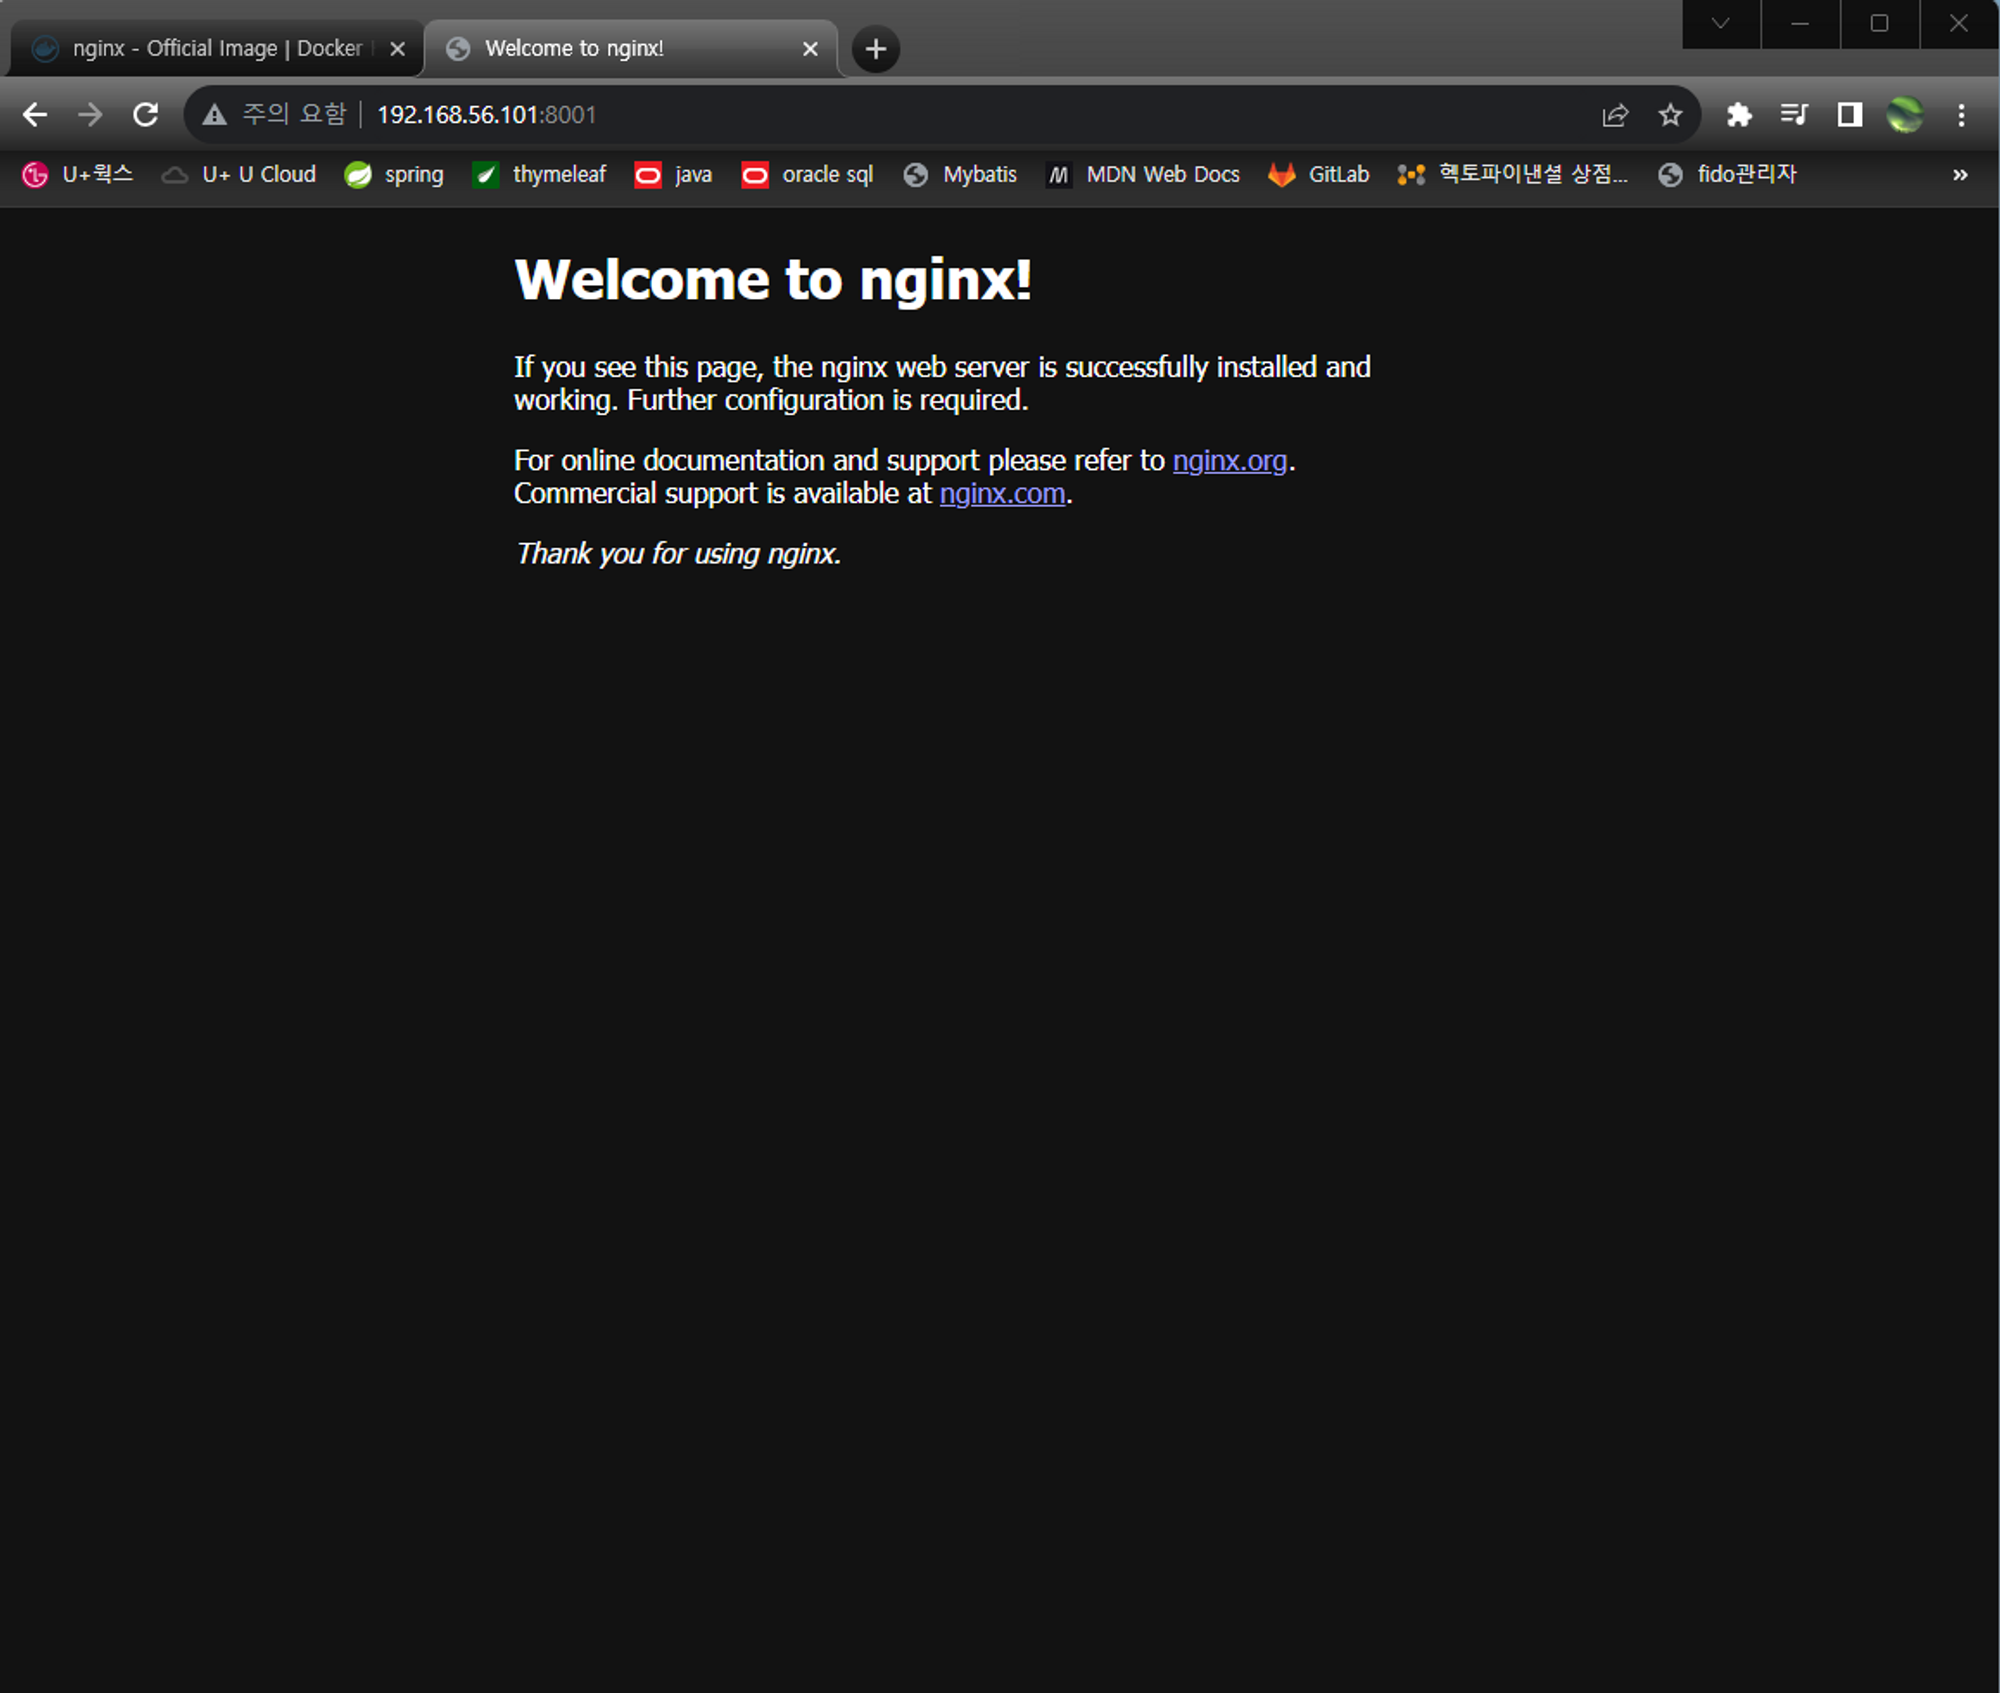 nginx - Official Image | Docker
Welcome to nginx!
주의 요함 192.168.56.101:8001
U+웍스 U+ U Cloud spring thymeleaf java oracle sql Mybatis MDN Web Docs GitLab 헥토파이낸셜 상점... fido관리자 »
Welcome to nginx!
If you see this page, the nginx web server is successfully installed and
working. Further configuration is required.
For online documentation and support please refer to nginx.org.
Commercial support is available at nginx.com.
Thank you for using nginx.